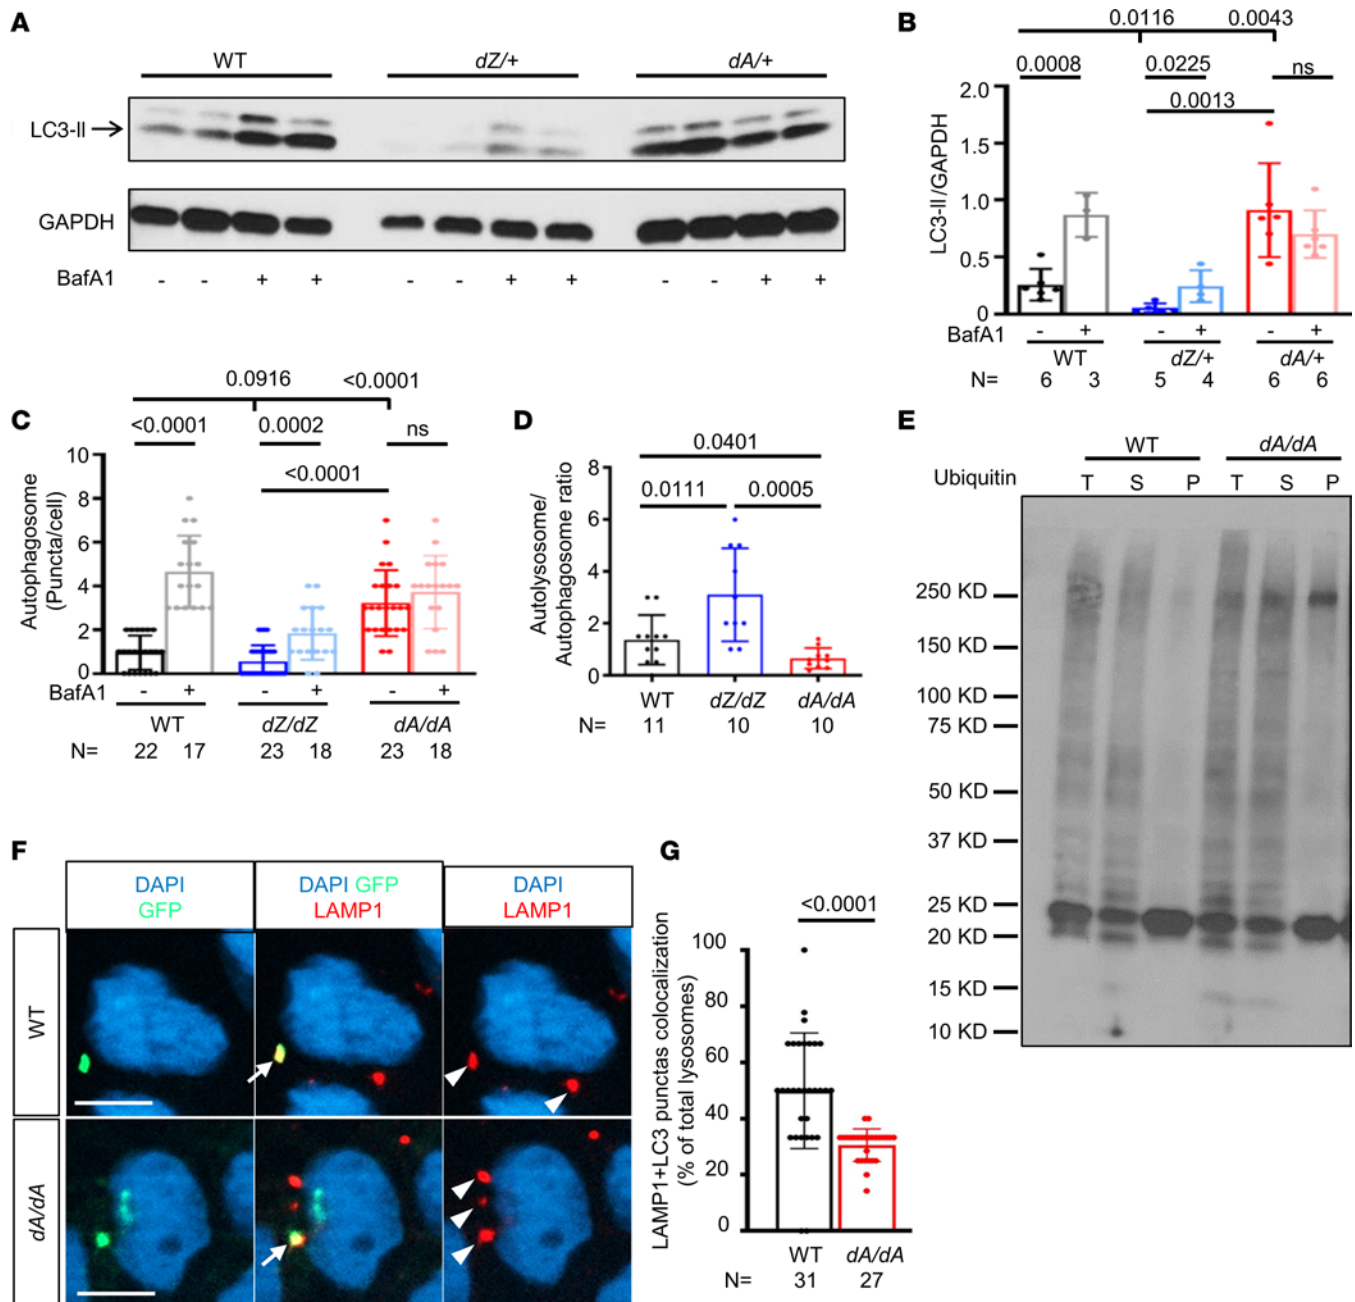 A
WT dZ/+ dA/+
LC3-II
GAPDH
BafA1 - - + + - - + + - - + +
B
0.0116 0.0043
0.0008 0.0225 ns
0.0013
LC3-II/GAPDH
2.0
1.5
1.0
0.5
0
BafA1 - + - + - +
WT dZ/+ dA/+
N= 6 3 5 4 6 6
C
0.0916 <0.0001
<0.0001 0.0002 ns
<0.0001
Autophagosome
(Puncta/cell)
10
8
6
4
2
0
BafA1 - + - + - +
WT dZ/dZ dA/dA
N= 22 17 23 18 23 18
D
0.0401
0.0111 0.0005
Autolysosome/
Autophagosome ratio
8
6
4
2
0
WT dZ/dZ dA/dA
N= 11 10 10
E
WT dA/dA
Ubiquitin T S P T S P
250 KD
150 KD
100 KD
75 KD
50 KD
37 KD
25 KD
20 KD
15 KD
10 KD
F
DAPI
GFP
DAPI GFP
LAMP1
DAPI
LAMP1
WT
dA/dA
G
<0.0001
LAMP1+LC3 punctas colocalization
(% of total lysosomes)
100
80
60
40
20
0
WT dA/dA
N= 31 27